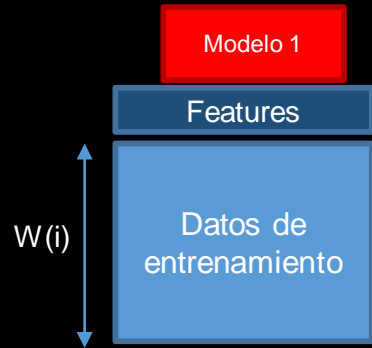 Modelo 1
Features
W(i)
Datos de
entrenamiento